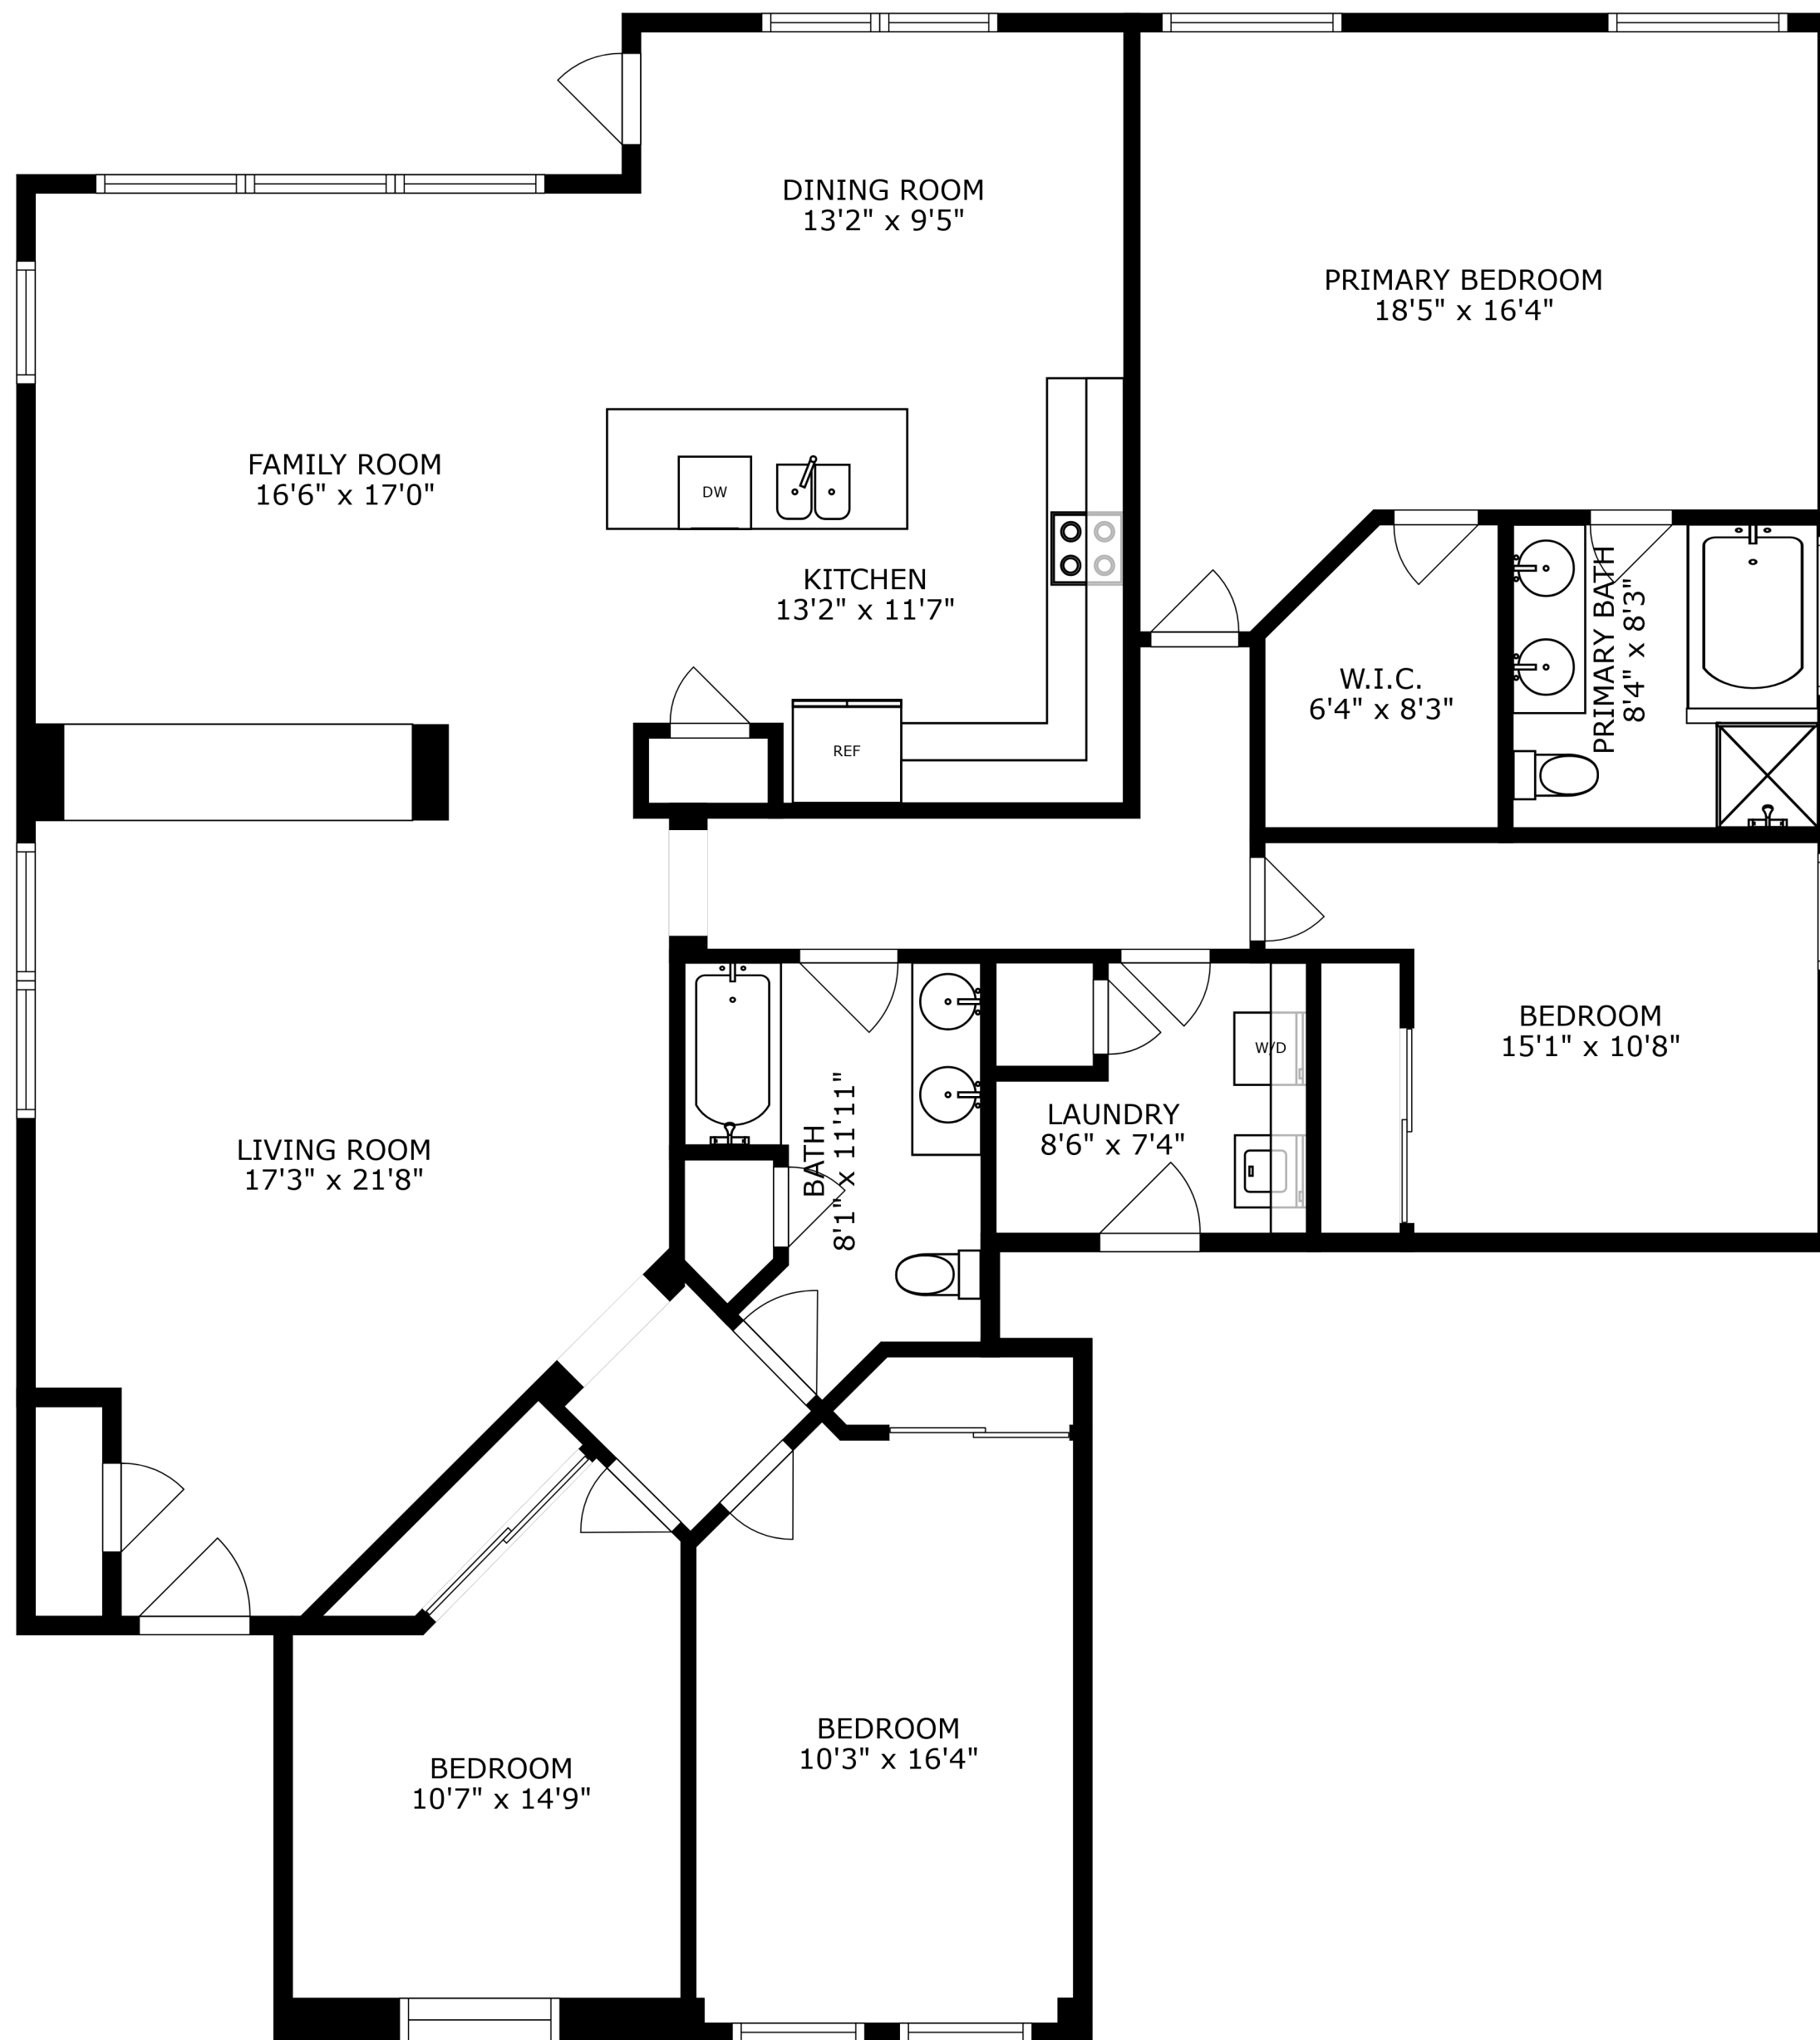 DINING ROOM
13'2" x 9'5"
PRIMARY BEDROOM
18'5" x 16'4"
FAMILY ROOM
16'6" x 17'0"
DW
KITCHEN
13'2" x 11'7"
PRIMARY BATH
8'4" x 8'3"
W.I.C.
6'4" x 8'3"
REF
BEDROOM
15'1" x 10'8"
W/D
LAUNDRY
8'6" x 7'4"
BATH
8'1" x 11'11"
LIVING ROOM
17'3" x 21'8"
BEDROOM
10'3" x 16'4"
BEDROOM
10'7" x 14'9"